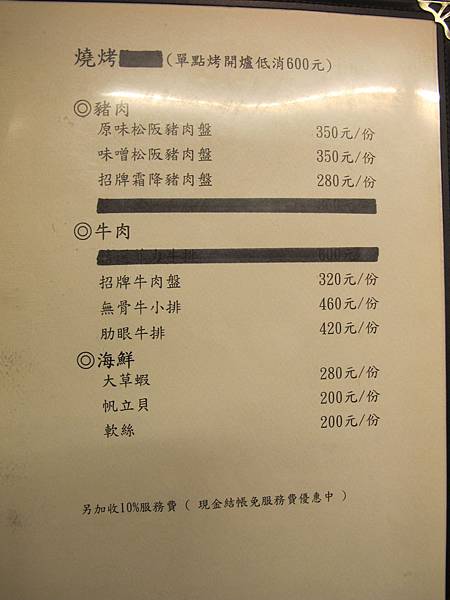 燒烤 (單點烤開爐低消600元)
◎豬肉
原味松阪豬肉盤 350元/份
味噌松阪豬肉盤 350元/份
招牌霜降豬肉盤 280元/份
◎牛肉
招牌牛肉盤 320元/份
無骨牛小排 460元/份
肋眼牛排 420元/份
◎海鮮
大草蝦 280元/份
帆立貝 200元/份
軟絲 200元/份
另加收10%服務費 ( 現金結帳免服務費優惠中 )